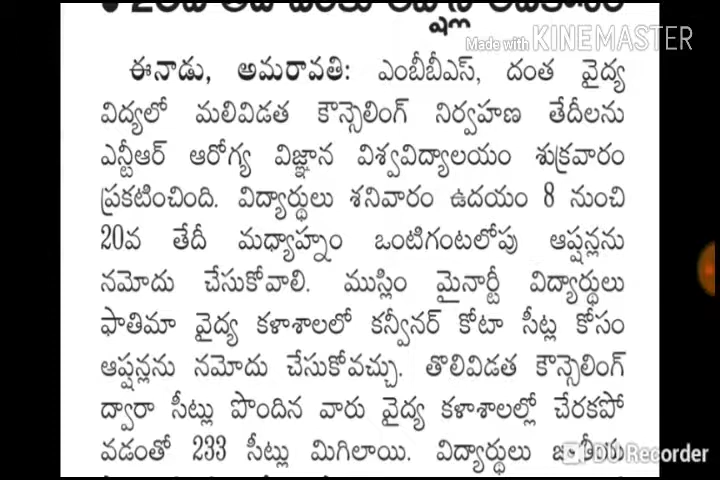 Made with KINEMASTER
ఈనాడు, అమరావతి: ఎంబీబీఎస్, దంత వైద్య
విద్యలో మలివిడత కౌన్సెలింగ్ నిర్వహణ తేదీలను
ఎన్టీఆర్ ఆరోగ్య విజ్ఞాన విశ్వవిద్యాలయం శుక్రవారం
ప్రకటించింది. విద్యార్థులు శనివారం ఉదయం 8 నుంచి
20వ తేదీ మధ్యాహ్నం ఒంటిగంటలోపు ఆప్షన్లను
నమోదు చేసుకోవాలి. ముస్లిం మైనార్టీ విద్యార్థులు
ఫాతిమా వైద్య కళాశాలలో కన్వీనర్ కోటా సీట్ల కోసం
ఆప్షన్లను నమోదు చేసుకోవచ్చు. తొలివిడత కౌన్సెలింగ్
ద్వారా సీట్లు పొందిన వారు వైద్య కళాశాలల్లో చేరకపో
వడంతో 233 సీట్లు మిగిలాయి. విద్యార్థులు
DU Recorder